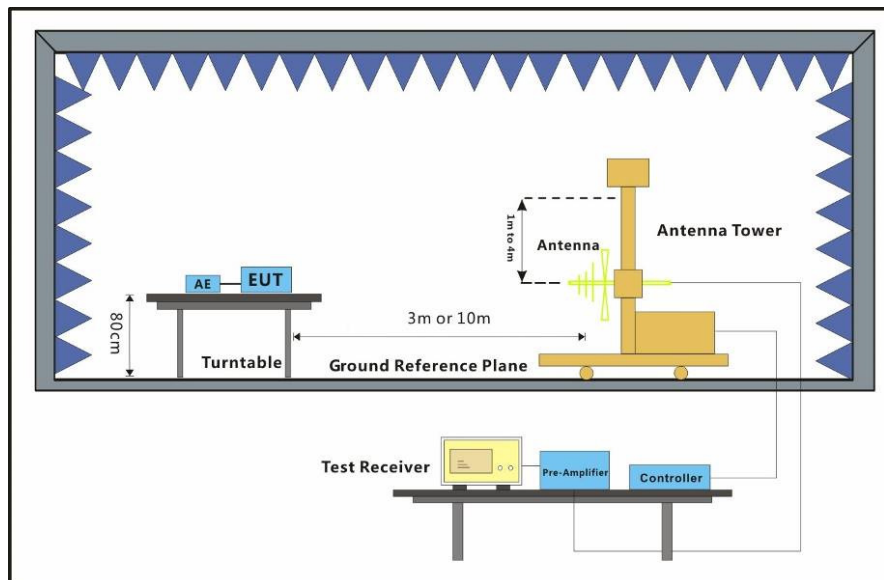 1m to 4m
Antenna
Antenna Tower
AE
EUT
80cm
3m or 10m
Turntable
Ground Reference Plane
Test Receiver
Pre-Amplifier
Controller